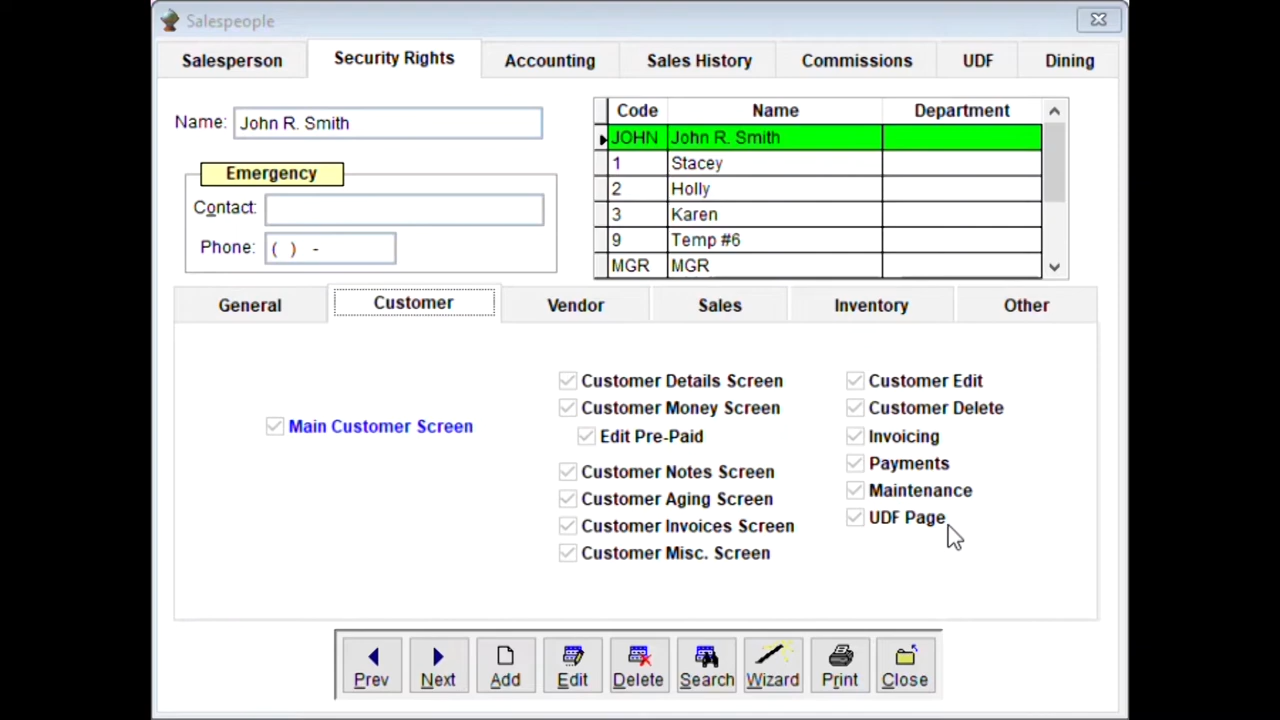 Salespeople
Salesperson Security Rights Accounting Sales History Commissions UDF Dining
Name: John R. Smith
Emergency
Contact:
Phone: ( ) -
Code Name Department
JOHN John R. Smith
1 Stacey
2 Holly
3 Karen
9 Temp #6
MGR MGR
General Customer Vendor Sales Inventory Other
Main Customer Screen
Customer Details Screen
Customer Money Screen
Edit Pre-Paid
Customer Notes Screen
Customer Aging Screen
Customer Invoices Screen
Customer Misc. Screen
Customer Edit
Customer Delete
Invoicing
Payments
Maintenance
UDF Page
Prev Next Add Edit Delete Search Wizard Print Close